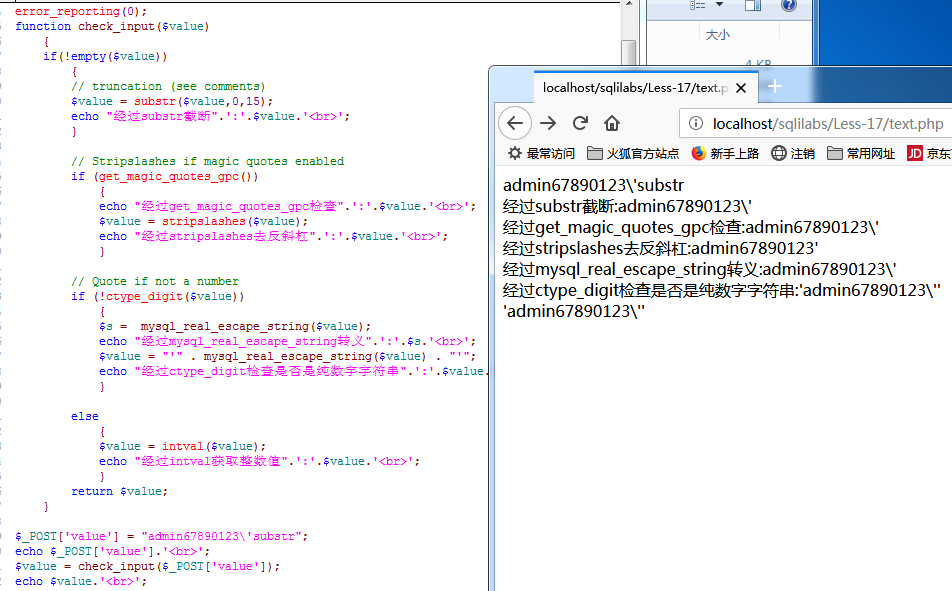 error_reporting(0);
function check_input($value)
{
if(!empty($value))
{
// truncation (see comments)
$value = substr($value,0,15);
echo "经过substr截断".':'.$value.'<br>';
}
// Stripslashes if magic quotes enabled
if (get_magic_quotes_gpc())
{
echo "经过get_magic_quotes_gpc检查".':'.$value.'<br>';
$value = stripslashes($value);
echo "经过stripslashes去反斜杠".':'.$value.'<br>';
}
// Quote if not a number
if (!ctype_digit($value))
{
$s = mysql_real_escape_string($value);
echo "经过mysql_real_escape_string转义".':'.$s.'<br>';
$value = "'" . mysql_real_escape_string($value) . "'";
echo "经过ctype_digit检查是否是纯数字字符串".':'.$value.
}
else
{
$value = intval($value);
echo "经过intval获取整数值".':'.$value.'<br>';
}
return $value;
}
$_POST['value'] = "admin67890123\'substr";
echo $_POST['value'].'<br>';
$value = check_input($_POST['value']);
echo $value.'<br>';
大小
4 KB
localhost/sqlilabs/Less-17/text.p
localhost/sqlilabs/Less-17/text.php
最常访问 火狐官方站点 新手上路 注销 常用网址 JD 京东
admin67890123\'substr
经过substr截断:admin67890123\'
经过get_magic_quotes_gpc检查:admin67890123\'
经过stripslashes去反斜杠:admin67890123'
经过mysql_real_escape_string转义:admin67890123\'
经过ctype_digit检查是否是纯数字字符串:'admin67890123\''
'admin67890123\''